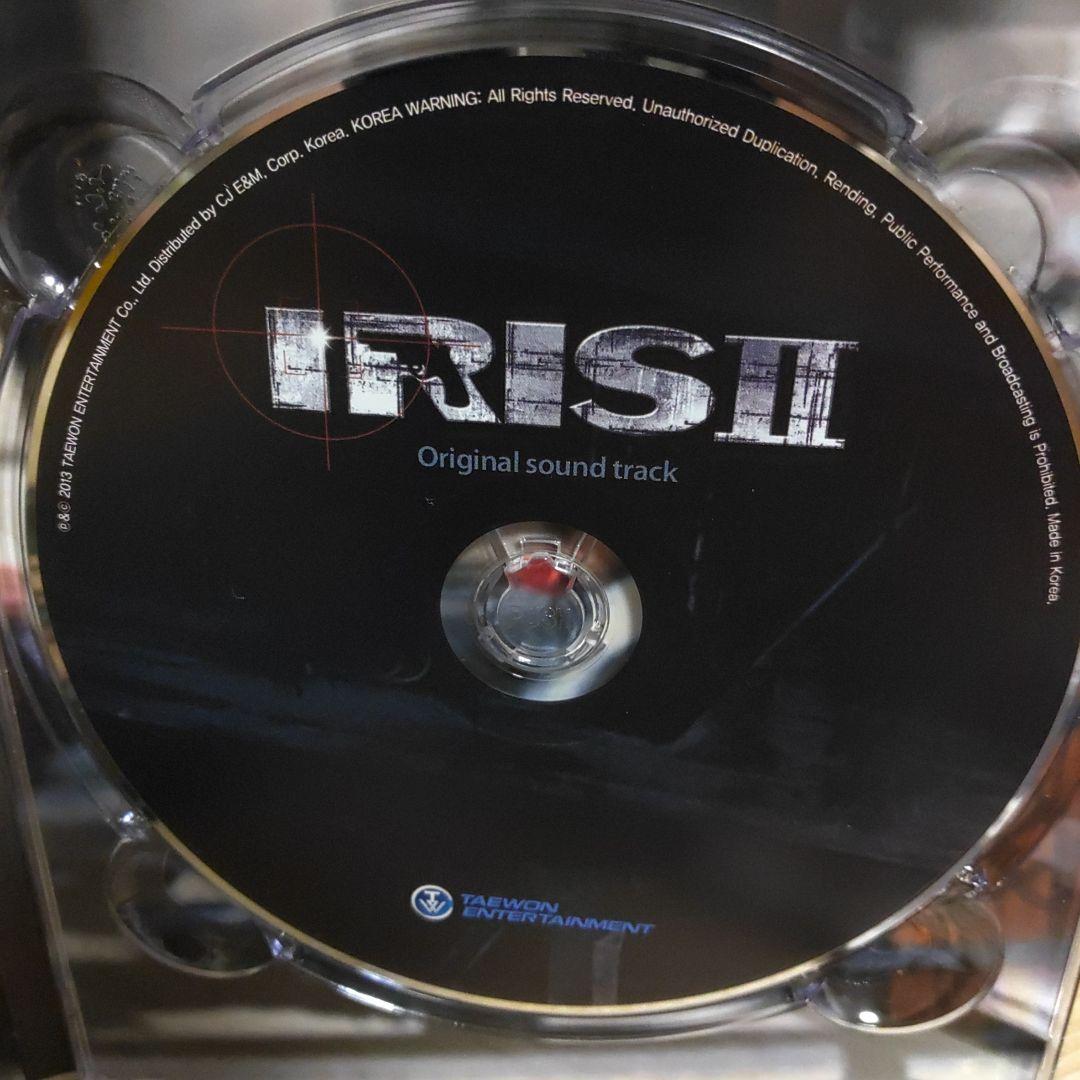 ℗&© 2013 TAEWON ENTERTAINMENT Co., Ltd. Distributed by CJ E&M. Corp. Korea. KOREA WARNING: All Rights Reserved. Unauthorized Duplication. Rending. Public Performance and Broadcasting is Prohibited. Made in Korea.
IRIS II
Original sound track
TW
TAEWON
ENTERTAINMENT